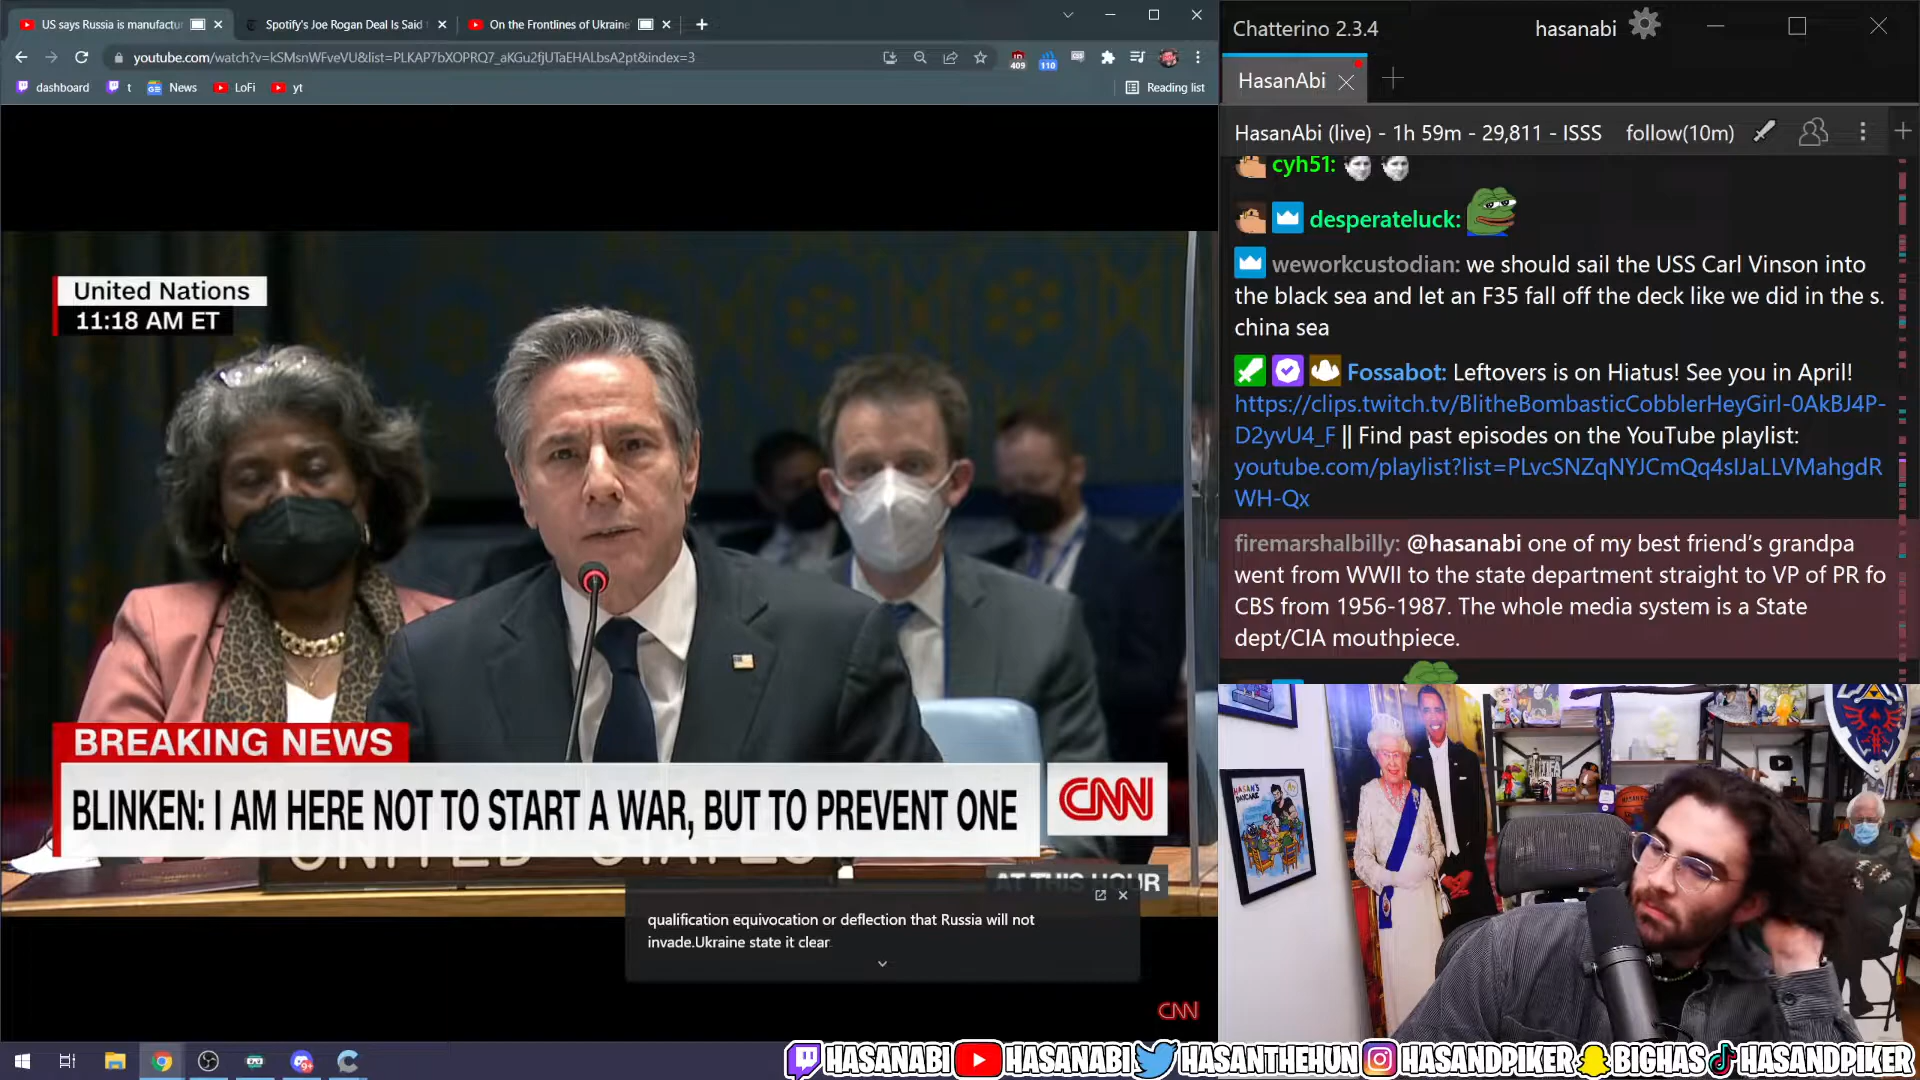 US says Russia is manufactu
Spotify's Joe Rogan Deal Is Said
On the Frontlines of Ukraine
youtube.com/watch?v=kSMsnWFveVU&list=PLKAP7bXOPRQ7_aKGu2fjUTaEHALbsA2pt&index=3
409
110
dashboard
t
News
LoFi
yt
Reading list
United Nations
11:18 AM ET
BREAKING NEWS
BLINKEN: I AM HERE NOT TO START A WAR, BUT TO PREVENT ONE
CNN
UNITED STATES
AT THIS HOUR
qualification equivocation or deflection that Russia will not
invade.Ukraine state it clear
CNN
Chatterino 2.3.4
hasanabi
HasanAbi
HasanAbi (live) - 1h 59m - 29,811 - ISSS
follow(10m)
cyh51:
desperateluck:
weworkcustodian: we should sail the USS Carl Vinson into
the black sea and let an F35 fall off the deck like we did in the s.
china sea
Fossabot: Leftovers is on Hiatus! See you in April!
https://clips.twitch.tv/BlitheBombasticCobblerHeyGirl-0AkBJ4P-
D2yvU4_F || Find past episodes on the YouTube playlist:
youtube.com/playlist?list=PLvcSNZqNYJCmQq4sIJaLLVMahgdR
WH-Qx
firemarshalbilly: @hasanabi one of my best friend's grandpa
went from WWII to the state department straight to VP of PR fo
CBS from 1956-1987. The whole media system is a State
dept/CIA mouthpiece.
HASANABI
HASANABI
HASANTHEHUN
HASANDPIKER
BIGHAS
HASANDPIKER